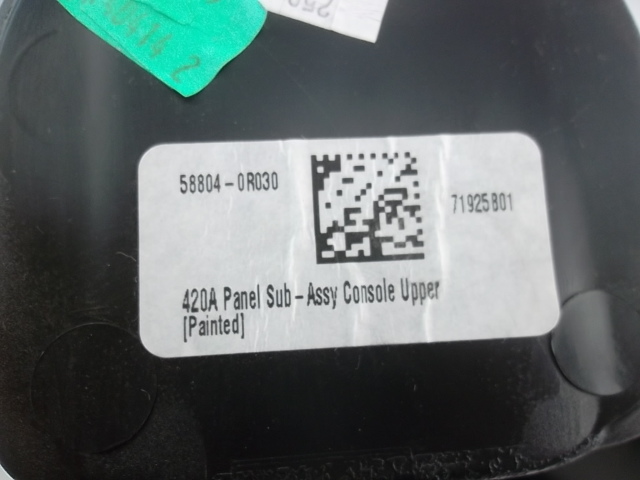 58804-0R030
71925B01
420A Panel Sub-Assy Console Upper
[Painted]